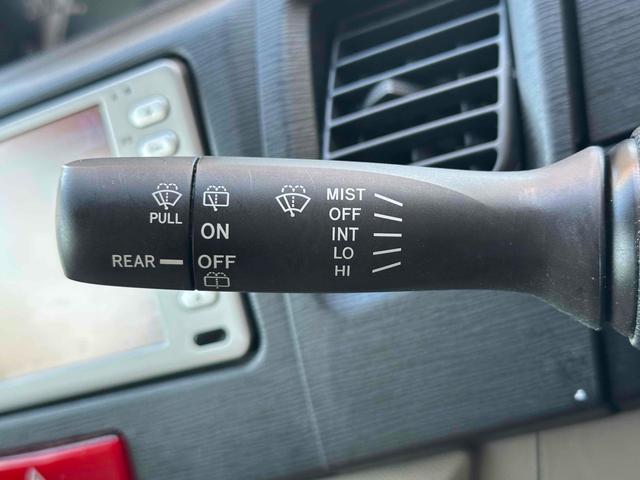 PULL
REAR
ON
OFF
MIST
OFF
INT
LO
HI